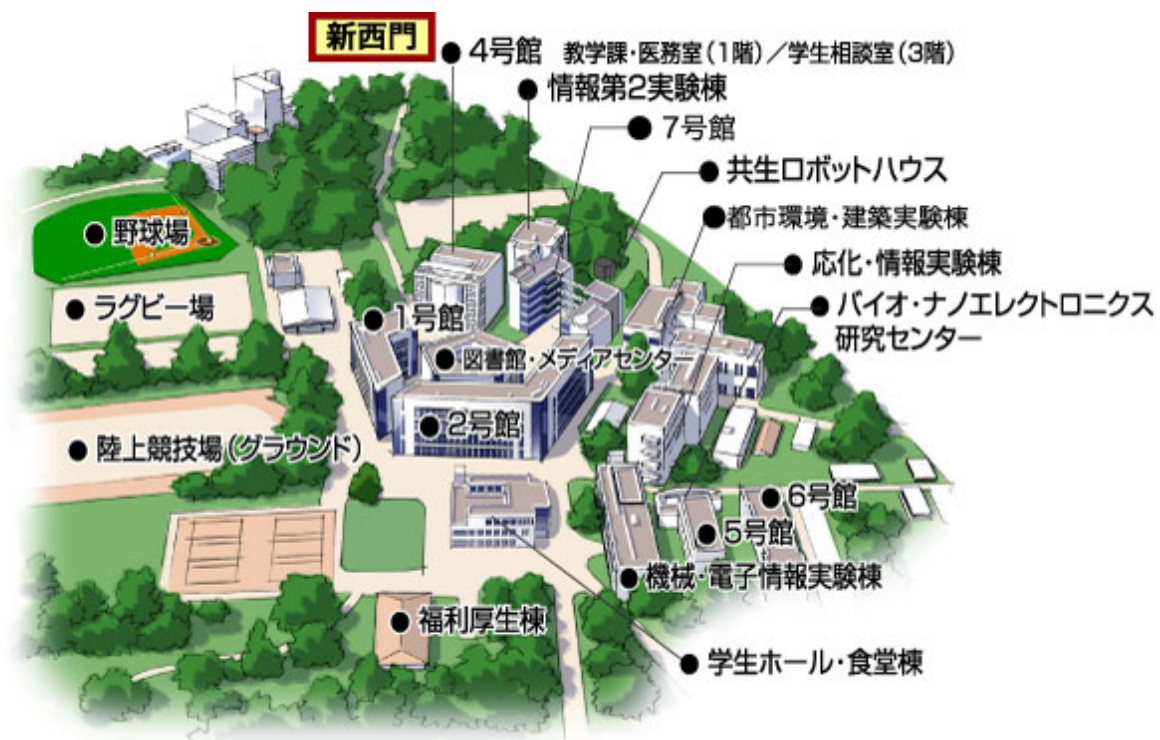 新西門
●4号館 教学課・医務室(1階)/学生相談室(3階)
●情報第2実験棟
●7号館
●共生ロボットハウス
●都市環境・建築実験棟
●野球場
●応化・情報実験棟
●ラグビー場
●1号館
●バイオ・ナノエレクトロニクス
研究センター
●図書館・メディアセンター
●2号館
●陸上競技場(グラウンド)
●6号館
●5号館
●機械・電子情報実験棟
●福利厚生棟
●学生ホール・食堂棟